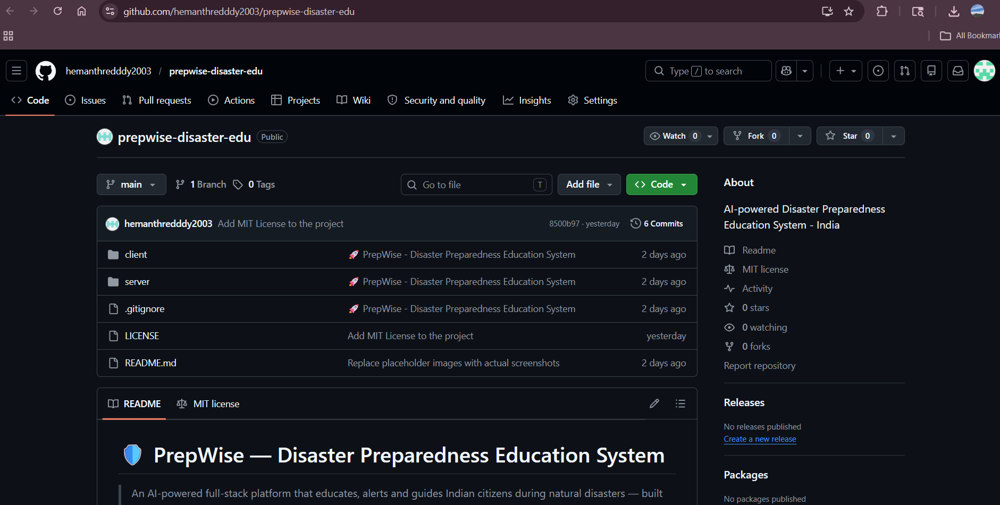 github.com/hemanthredddy2003/prepwise-disaster-edu
All Bookmar
hemanthredddy2003 / prepwise-disaster-edu
Type / to search
Code Issues Pull requests Actions Projects Wiki Security and quality Insights Settings
prepwise-disaster-edu Public
Watch 0 Fork 0 Star 0
main 1 Branch 0 Tags
Go to file T Add file Code
hemanthredddy2003 Add MIT License to the project 8500b97 · yesterday 6 Commits
client 🚀 PrepWise - Disaster Preparedness Education System 2 days ago
server 🚀 PrepWise - Disaster Preparedness Education System 2 days ago
.gitignore 🚀 PrepWise - Disaster Preparedness Education System 2 days ago
LICENSE Add MIT License to the project yesterday
README.md Replace placeholder images with actual screenshots 2 days ago
README MIT license
🛡️ PrepWise — Disaster Preparedness Education System
An AI-powered full-stack platform that educates, alerts and guides Indian citizens during natural disasters — built
About
AI-powered Disaster Preparedness
Education System - India
Readme
MIT license
Activity
0 stars
0 watching
0 forks
Report repository
Releases
No releases published
Create a new release
Packages
No packages published